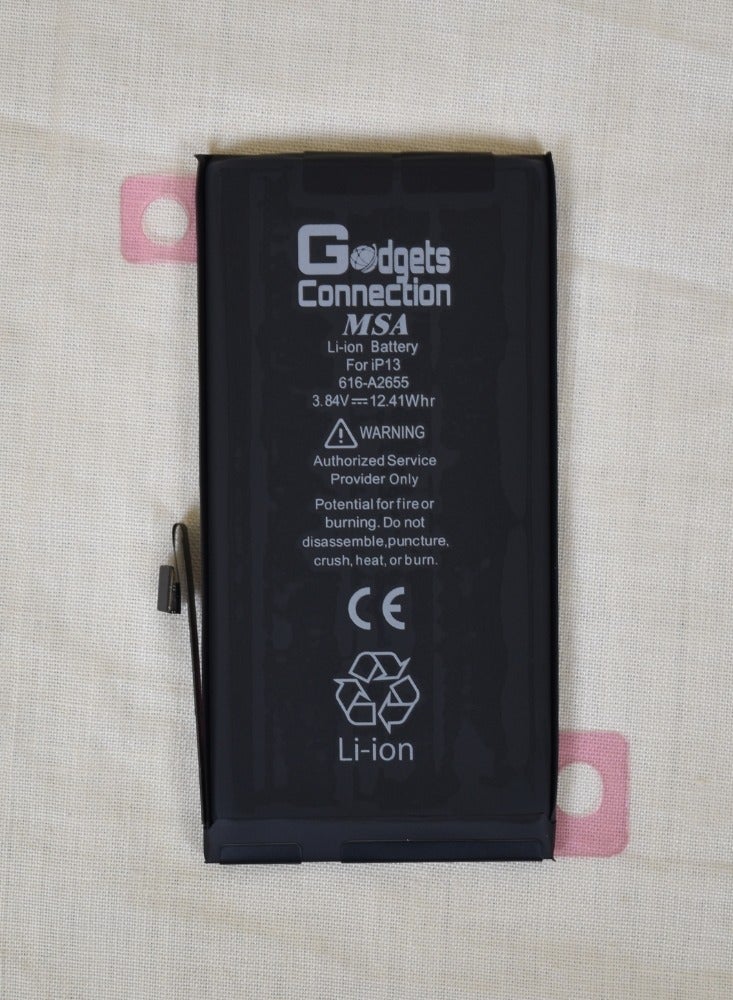 Gadgets
Connection
MSA
Li-ion Battery
For iP13
616-A2655
3.84V⎓12.41Whr
WARNING
Authorized Service
Provider Only
Potential for fire or
burning. Do not
disassemble,puncture,
crush, heat, or burn.
CE
Li-ion